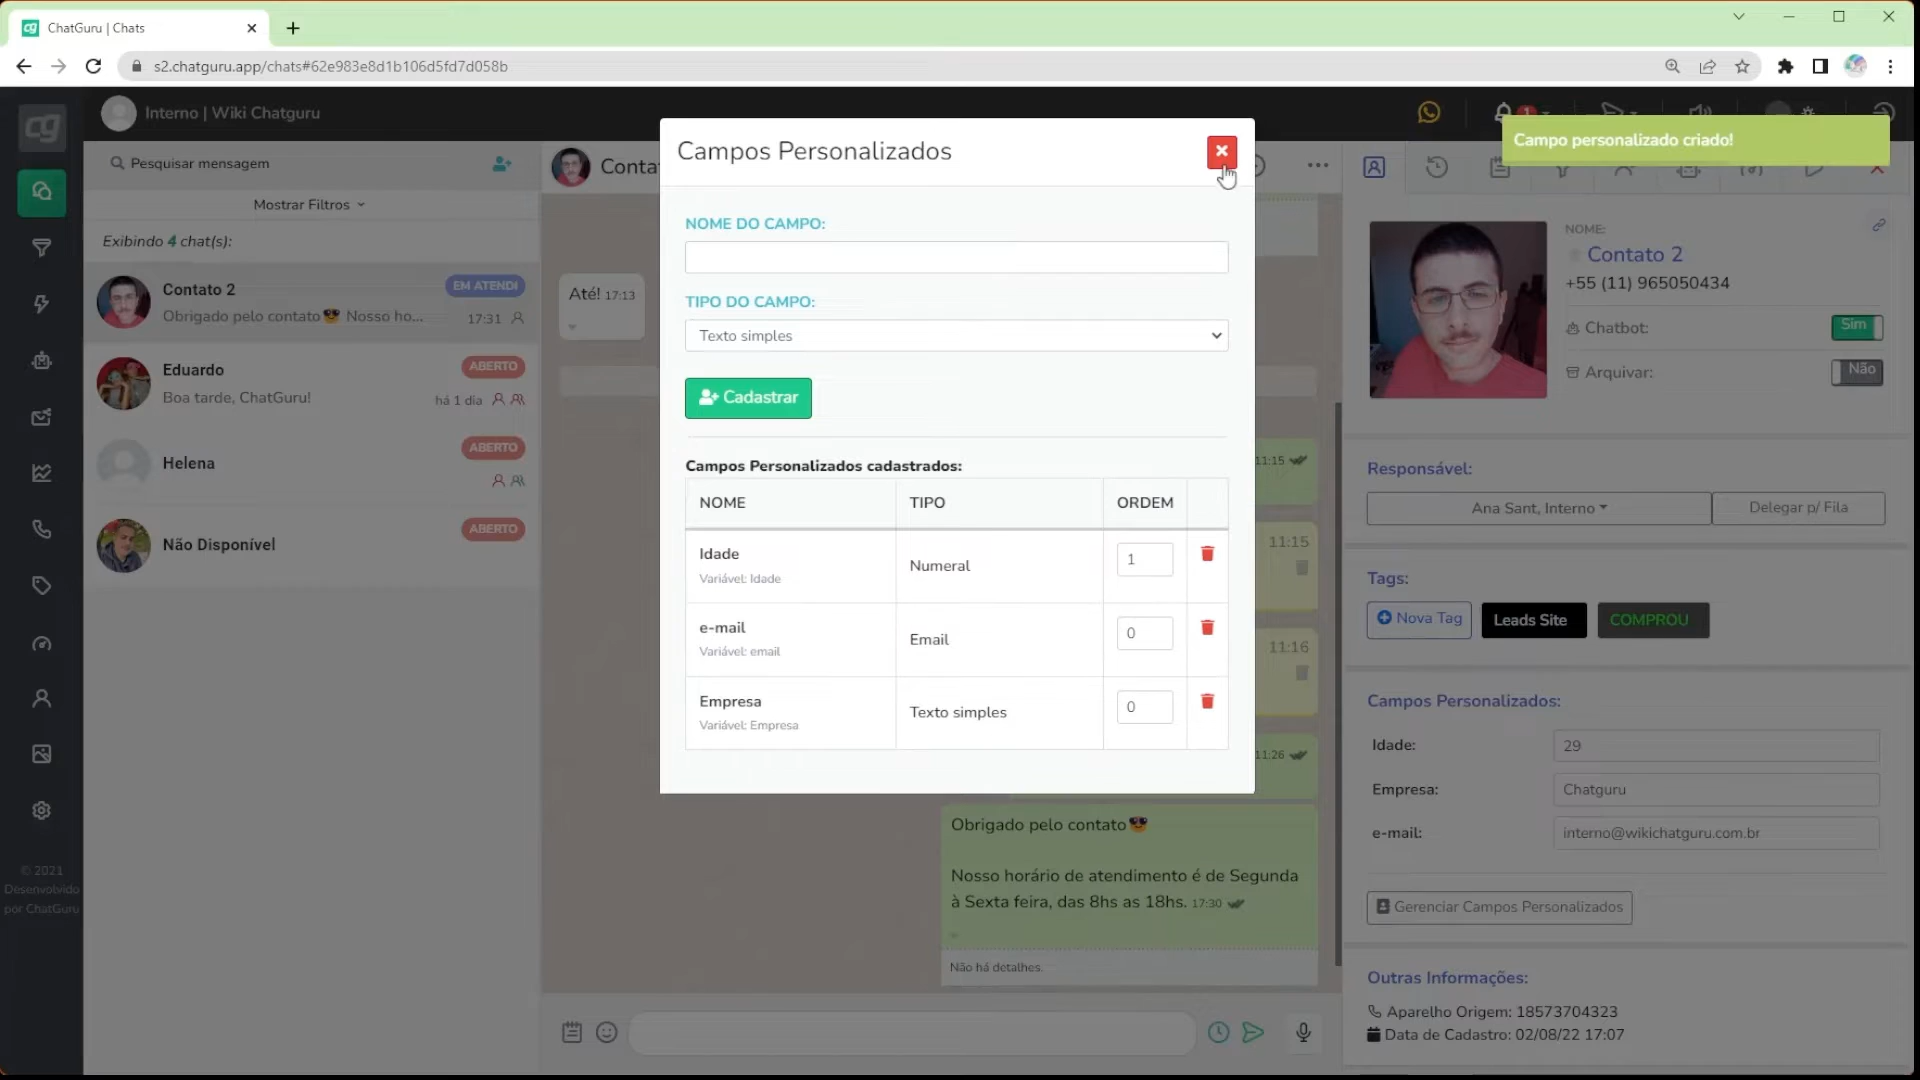 ChatGuru | Chats
s2.chatguru.app/chats#62e983e8d1b106d5fd7d058b
cg
Interno | Wiki Chatguru
1
Campo personalizado criado!
Pesquisar mensagem
Mostrar Filtros
Exibindo 4 chat(s):
Contato 2
EM ATENDI
Obrigado pelo contato😎 Nosso ho...
17:31
Eduardo
ABERTO
Boa tarde, ChatGuru!
há 1 dia
Helena
ABERTO
Não Disponível
ABERTO
© 2021
Desenvolvido
por ChatGuru
Conta
Até! 17:13
11:15
11:15
11:16
11:26
Obrigado pelo contato😎
Nosso horário de atendimento é de Segunda
à Sexta feira, das 8hs as 18hs. 17:30
Não há detalhes.
Campos Personalizados
NOME DO CAMPO:
TIPO DO CAMPO:
Texto simples
Cadastrar
Campos Personalizados cadastrados:
NOME TIPO ORDEM
Idade
Variável: Idade
Numeral
1
e-mail
Variável: email
Email
0
Empresa
Variável: Empresa
Texto simples
0
NOME:
Contato 2
+55 (11) 965050434
Chatbot: Sim
Arquivar: Não
Responsável:
Ana Sant, Interno
Delegar p/ Fila
Tags:
Nova Tag
Leads Site
COMPROU
Campos Personalizados:
Idade: 29
Empresa: Chatguru
e-mail: interno@wikichatguru.com.br
Gerenciar Campos Personalizados
Outras Informações:
Aparelho Origem: 18573704323
Data de Cadastro: 02/08/22 17:07